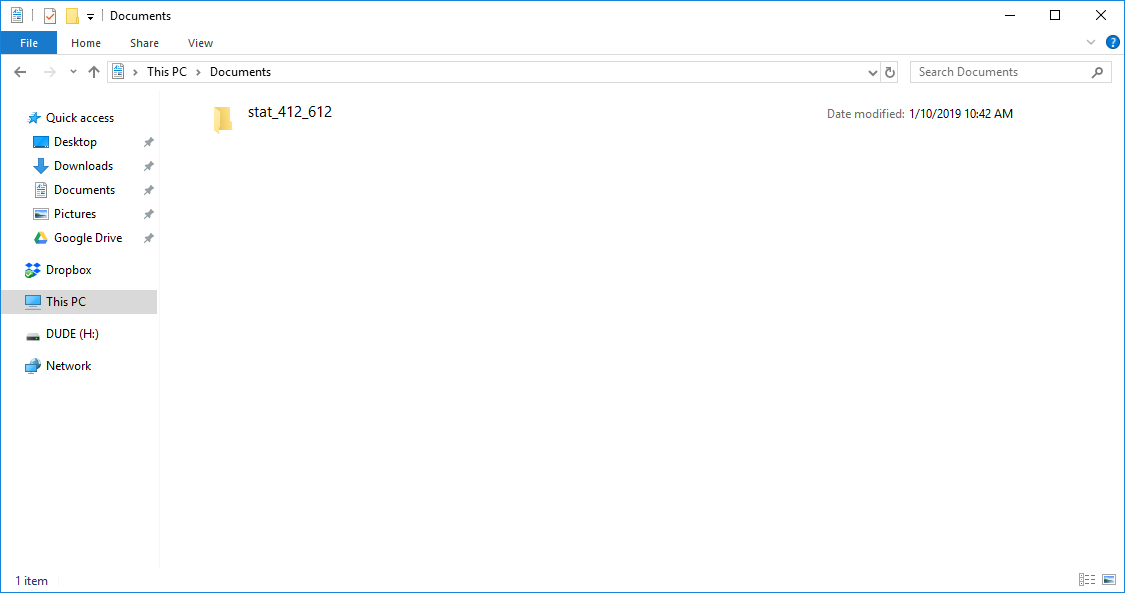 Documents
File Home Share View
This PC Documents Search Documents
Quick access
Desktop
Downloads
Documents
Pictures
Google Drive
Dropbox
This PC
DUDE (H:)
Network
stat_412_612 Date modified: 1/10/2019 10:42 AM
1 item